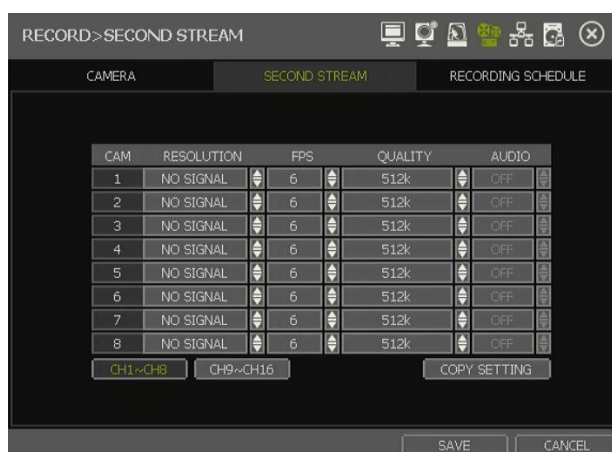 RECORD>SECOND STREAM
CAMERA SECOND STREAM RECORDING SCHEDULE
CAM RESOLUTION FPS QUALITY AUDIO
1 NO SIGNAL 6 512k OFF
2 NO SIGNAL 6 512k OFF
3 NO SIGNAL 6 512k OFF
4 NO SIGNAL 6 512k OFF
5 NO SIGNAL 6 512k OFF
6 NO SIGNAL 6 512k OFF
7 NO SIGNAL 6 512k OFF
8 NO SIGNAL 6 512k OFF
CH1~CH8 CH9~CH16 COPY SETTING
SAVE CANCEL